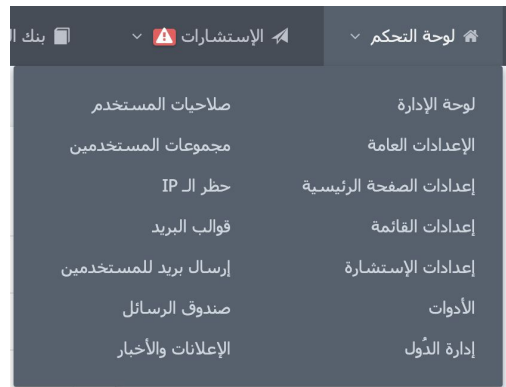 لوحة التحكم
الإستشارات
بنك
لوحة الإدارة
صلاحيات المستخدم
الإعدادات العامة
مجموعات المستخدمين
إعدادات الصفحة الرئيسية
حظر الـ IP
إعدادات القائمة
قوالب البريد
إعدادات الإستشارة
إرسال بريد للمستخدمين
الأدوات
صندوق الرسائل
إدارة الدُول
الإعلانات والأخبار